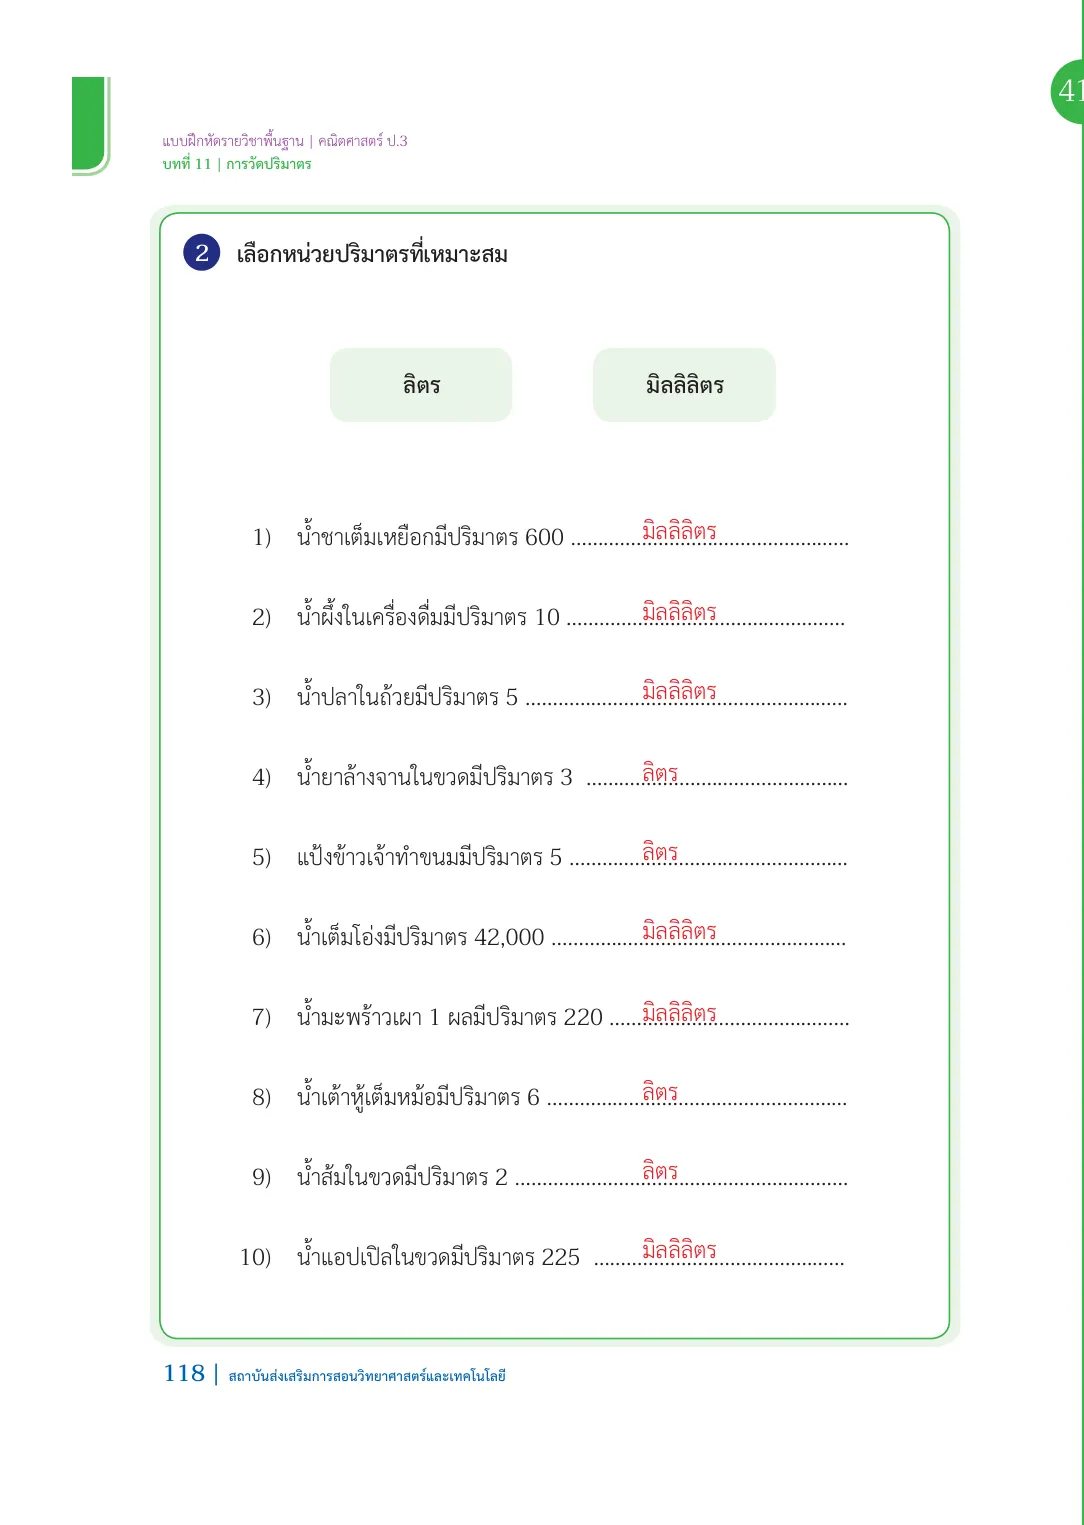 41
แบบฝึกหัดรายวิชาพื้นฐาน | คณิตศาสตร์ ป.3
บทที่ 11 | การวัดปริมาตร
2 เลือกหน่วยปริมาตรที่เหมาะสม
ลิตร มิลลิลิตร
1) น้ำชาเต็มเหยือกมีปริมาตร 600 ...มิลลิลิตร...
2) น้ำผึ้งในเครื่องดื่มมีปริมาตร 10 ...มิลลิลิตร...
3) น้ำปลาในถ้วยมีปริมาตร 5 ...มิลลิลิตร...
4) น้ำยาล้างจานในขวดมีปริมาตร 3 ...ลิตร...
5) แป้งข้าวเจ้าทำขนมมีปริมาตร 5 ...ลิตร...
6) น้ำเต็มโอ่งมีปริมาตร 42,000 ...มิลลิลิตร...
7) น้ำมะพร้าวเผา 1 ผลมีปริมาตร 220 ...มิลลิลิตร...
8) น้ำเต้าหู้เต็มหม้อมีปริมาตร 6 ...ลิตร...
9) น้ำส้มในขวดมีปริมาตร 2 ...ลิตร...
10) น้ำแอปเปิลในขวดมีปริมาตร 225 ...มิลลิลิตร...
118 | สถาบันส่งเสริมการสอนวิทยาศาสตร์และเทคโนโลยี